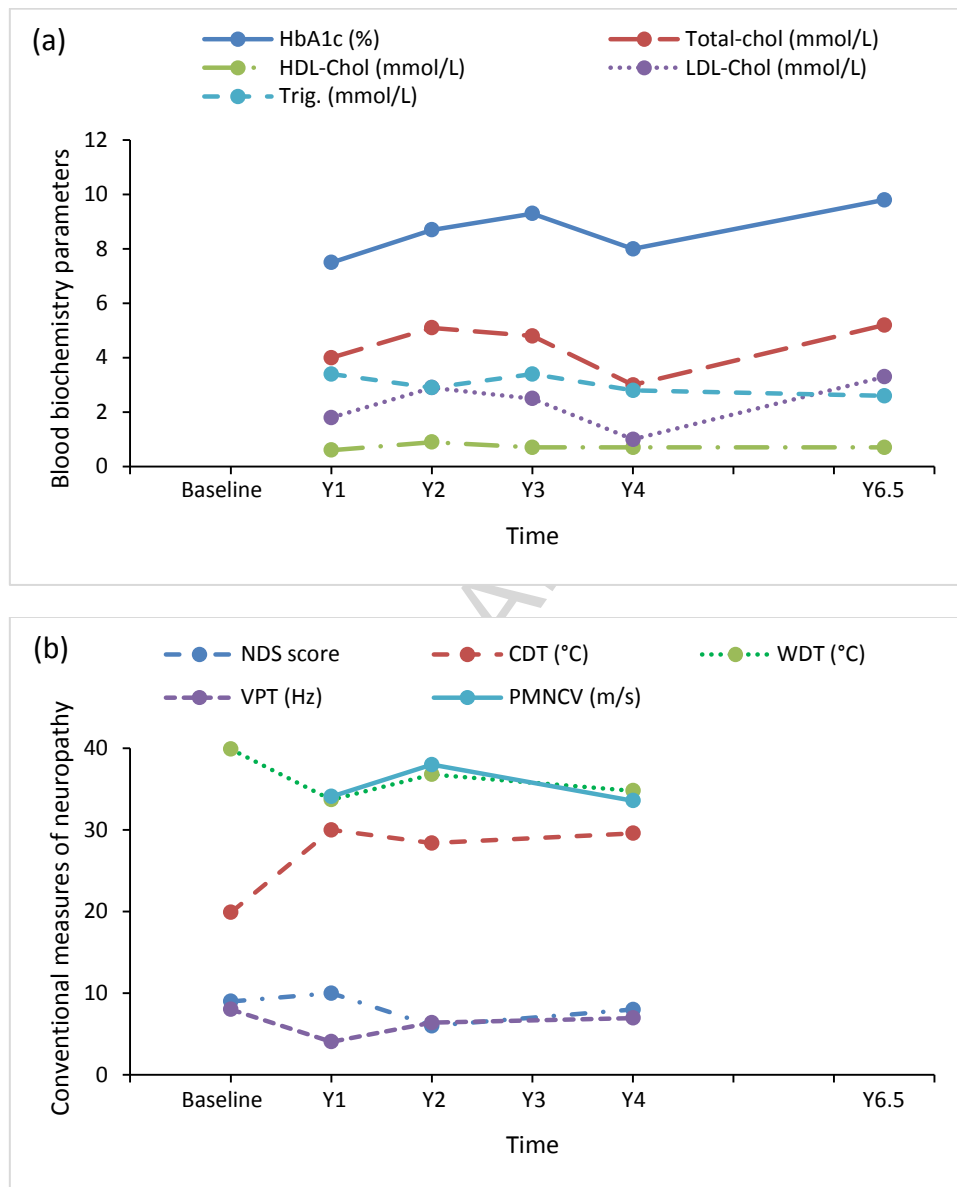 (a)
HbA1c (%) Total-chol (mmol/L)
HDL-Chol (mmol/L) LDL-Chol (mmol/L)
Trig. (mmol/L)
Blood biochemistry parameters
12
10
8
6
4
2
0
Baseline Y1 Y2 Y3 Y4 Y6.5
Time
(b)
NDS score CDT (°C) WDT (°C)
VPT (Hz) PMNCV (m/s)
Conventional measures of neuropathy
40
30
20
10
0
Baseline Y1 Y2 Y3 Y4 Y6.5
Time